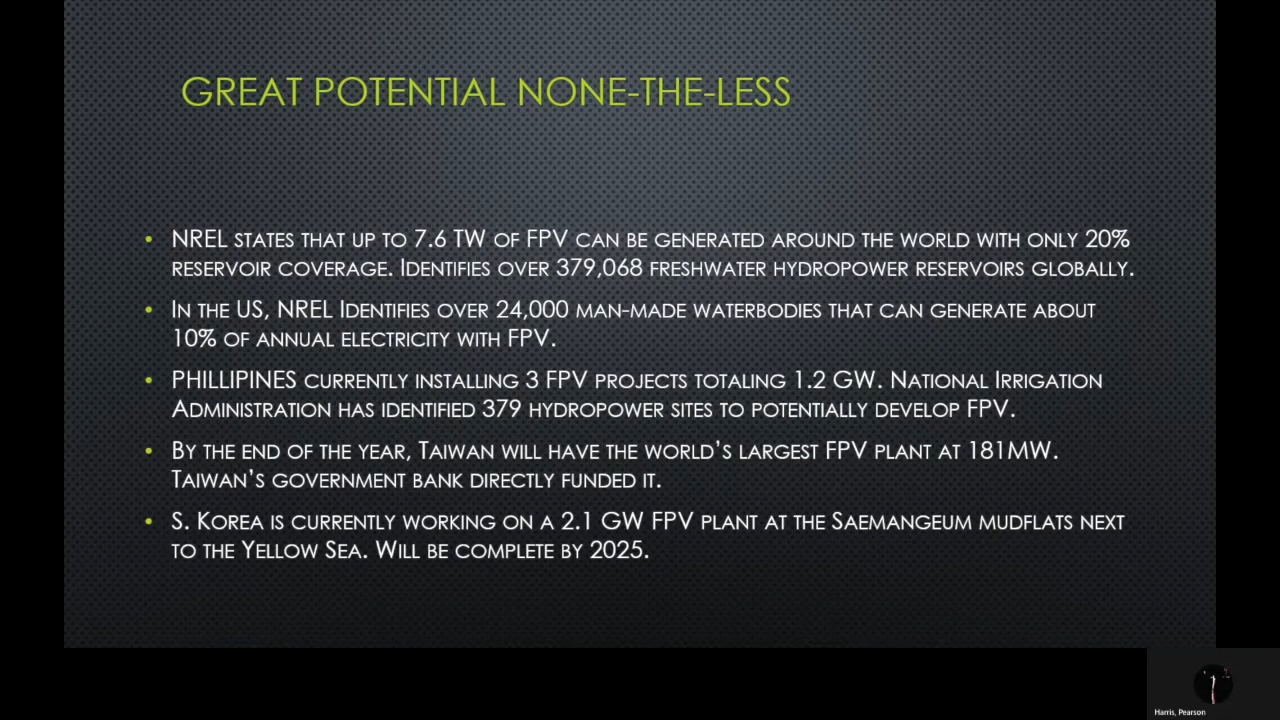 GREAT POTENTIAL NONE-THE-LESS
• NREL STATES THAT UP TO 7.6 TW OF FPV CAN BE GENERATED AROUND THE WORLD WITH ONLY 20%
RESERVOIR COVERAGE. IDENTIFIES OVER 379,068 FRESHWATER HYDROPOWER RESERVOIRS GLOBALLY.
• IN THE US, NREL IDENTIFIES OVER 24,000 MAN-MADE WATERBODIES THAT CAN GENERATE ABOUT
10% OF ANNUAL ELECTRICITY WITH FPV.
• PHILLIPINES CURRENTLY INSTALLING 3 FPV PROJECTS TOTALING 1.2 GW. NATIONAL IRRIGATION
ADMINISTRATION HAS IDENTIFIED 379 HYDROPOWER SITES TO POTENTIALLY DEVELOP FPV.
• BY THE END OF THE YEAR, TAIWAN WILL HAVE THE WORLD'S LARGEST FPV PLANT AT 181MW.
TAIWAN'S GOVERNMENT BANK DIRECTLY FUNDED IT.
• S. KOREA IS CURRENTLY WORKING ON A 2.1 GW FPV PLANT AT THE SAEMANGEUM MUDFLATS NEXT
TO THE YELLOW SEA. WILL BE COMPLETE BY 2025.
Harris, Pearson